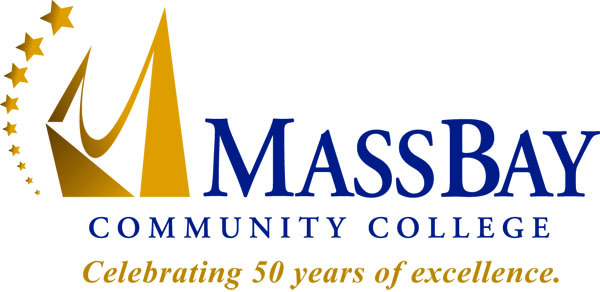 MASSBAY
COMMUNITY COLLEGE
Celebrating 50 years of excellence.